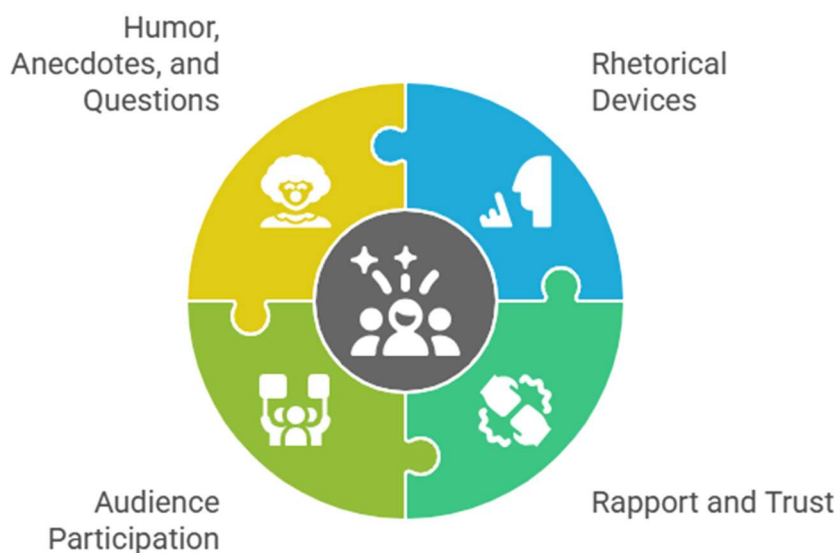 Humor,
Anecdotes, and
Questions
Rhetorical
Devices
Audience
Participation
Rapport and Trust